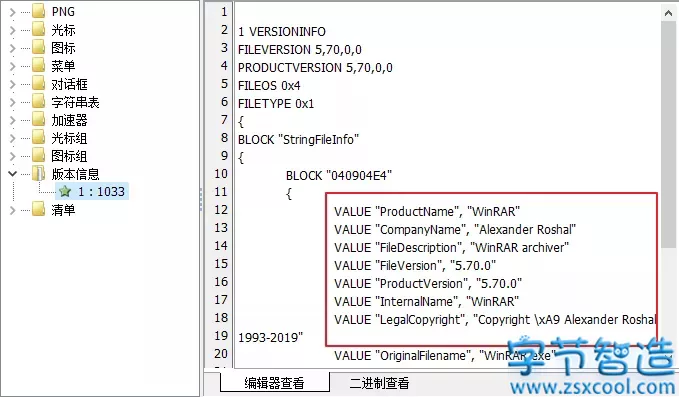 PNG
光标
图标
菜单
对话框
字符串表
加速器
光标组
图标组
版本信息
1 : 1033
清单
1
2 1 VERSIONINFO
3 FILEVERSION 5,70,0,0
4 PRODUCTVERSION 5,70,0,0
5 FILEOS 0x4
6 FILETYPE 0x1
7 {
8 BLOCK "StringFileInfo"
9 {
10 BLOCK "040904E4"
11 {
12 VALUE "ProductName", "WinRAR"
13 VALUE "CompanyName", "Alexander Roshal"
14 VALUE "FileDescription", "WinRAR archiver"
15 VALUE "FileVersion", "5.70.0"
16 VALUE "ProductVersion", "5.70.0"
17 VALUE "InternalName", "WinRAR"
18 VALUE "LegalCopyright", "Copyright \xA9 Alexander Roshal
19 1993-2019"
20 VALUE "OriginalFilename", "WinRAR.exe"
编辑器查看 二进制查看
字节智造
www.zsxcool.com